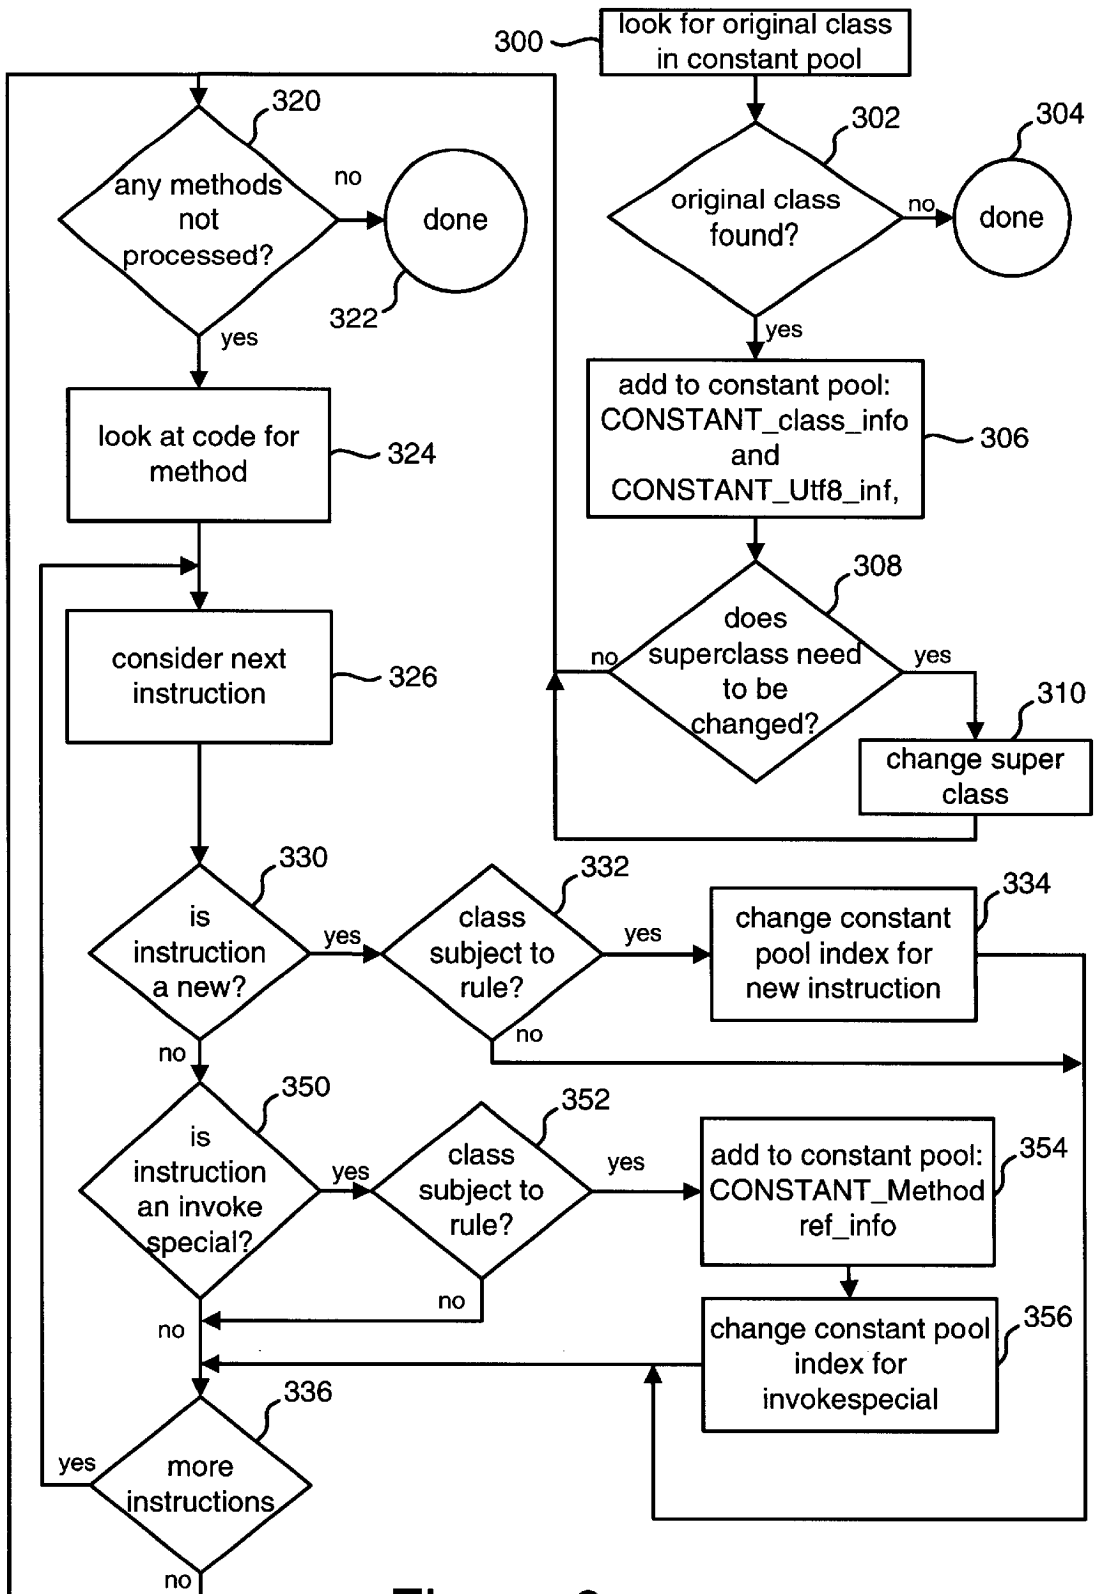 300
look for original class
in constant pool
320
any methods
not
processed?
no
done
322
yes
302
original class
found?
no
304
done
yes
look at code for
method
324
add to constant pool:
CONSTANT_class_info
and
CONSTANT_Utf8_inf,
306
308
does
superclass need
to be
changed?
no
yes
310
change super
class
consider next
instruction
326
330
is
instruction
a new?
yes
332
class
subject to
rule?
yes
334
change constant
pool index for
new instruction
no
no
350
is
instruction
an invoke
special?
yes
352
class
subject to
rule?
yes
354
add to constant pool:
CONSTANT_Method
ref_info
no
no
356
change constant pool
index for
invokespecial
336
more
instructions
yes
no